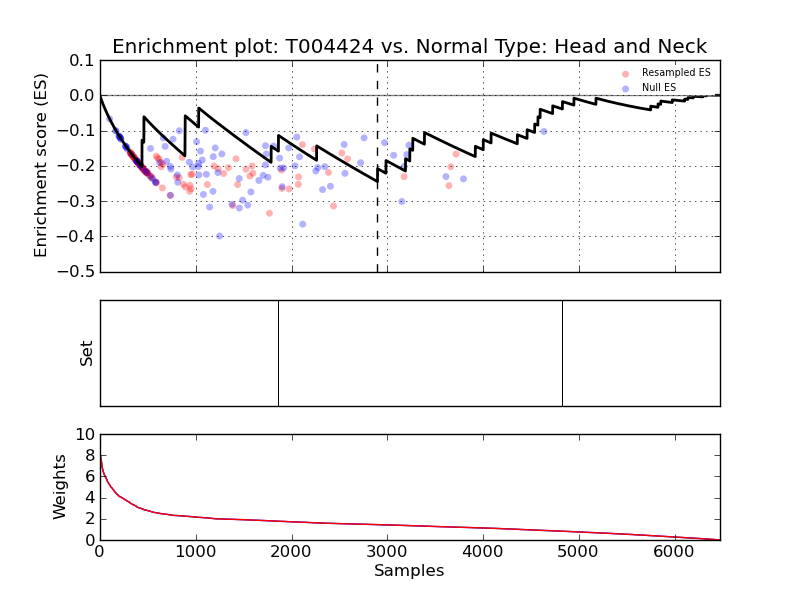 Enrichment plot: T004424 vs. Normal Type: Head and Neck
Enrichment score (ES)
0.1
0.0
−0.1
−0.2
−0.3
−0.4
−0.5
Resampled ES
Null ES
Set
Weights
10
8
6
4
2
0
0 1000 2000 3000 4000 5000 6000
Samples